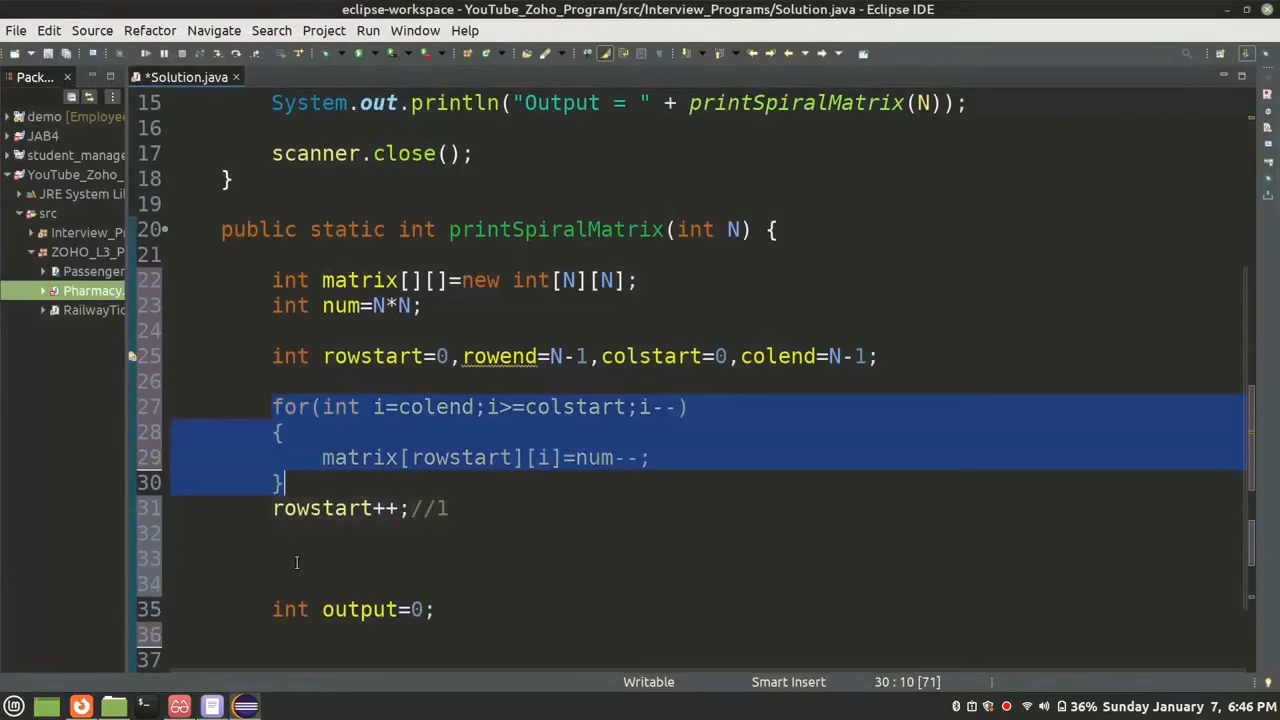 eclipse-workspace - YouTube_Zoho_Program/src/Interview_Programs/Solution.java - Eclipse IDE
File Edit Source Refactor Navigate Search Project Run Window Help
Pack... *Solution.java
demo [Employee
JAB4
student_manage
YouTube_Zoho_
JRE System Lib
src
Interview_Pr
ZOHO_L3_P
Passenger
Pharmacy.
RailwayTic
15 System.out.println("Output = " + printSpiralMatrix(N));
16
17 scanner.close();
18 }
19
20 public static int printSpiralMatrix(int N) {
21
22 int matrix[][]=new int[N][N];
23 int num=N*N;
24
25 int rowstart=0,rowend=N-1,colstart=0,colend=N-1;
26
27 for(int i=colend;i>=colstart;i--)
28 {
29 matrix[rowstart][i]=num--;
30 }
31 rowstart++;//1
32
33
34
35 int output=0;
36
37
Writable Smart Insert 30 : 10 [71]
36% Sunday January 7, 6:46 PM